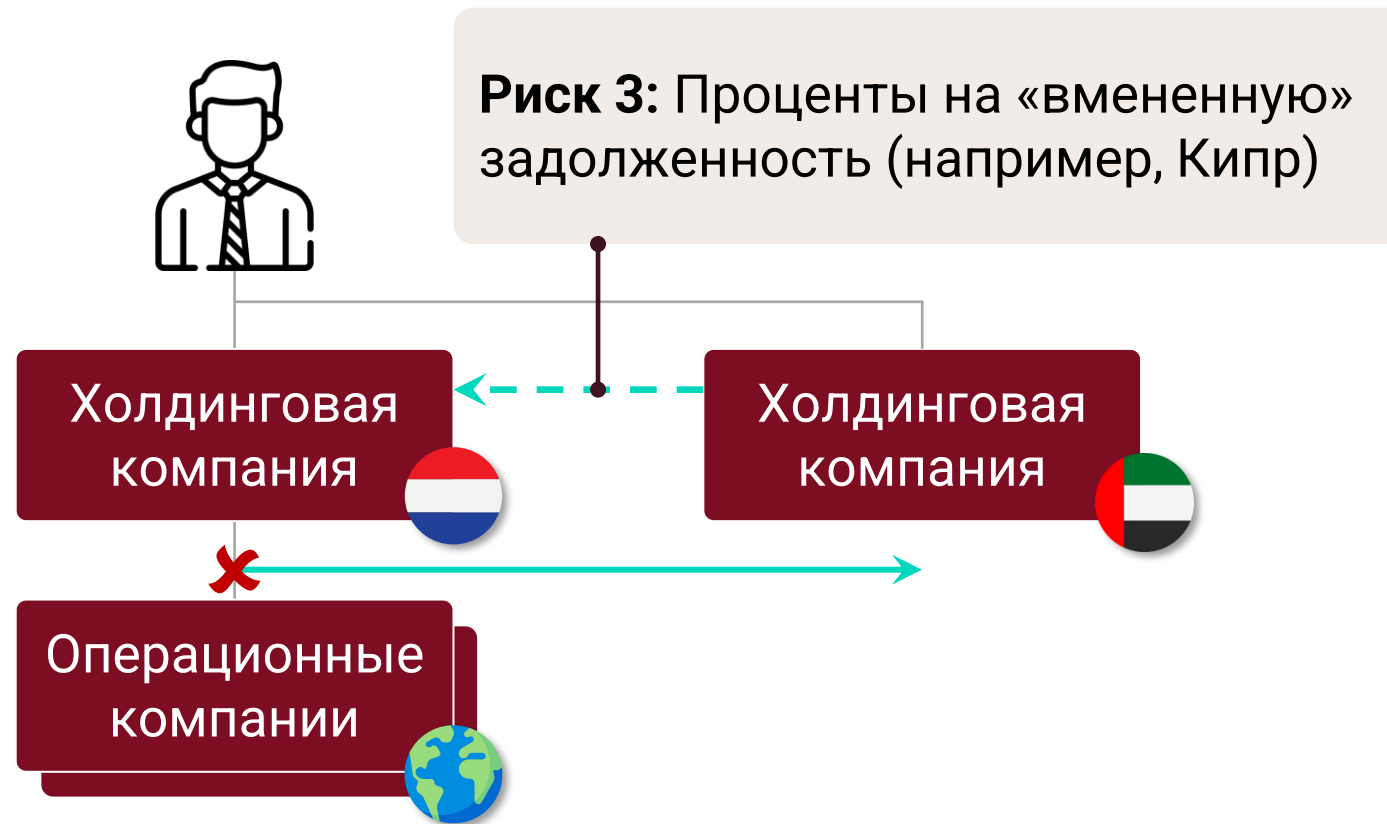 Риск 3: Проценты на «вмененную»
задолженность (например, Кипр)
Холдинговая
компания
Холдинговая
компания
Операционные
компании